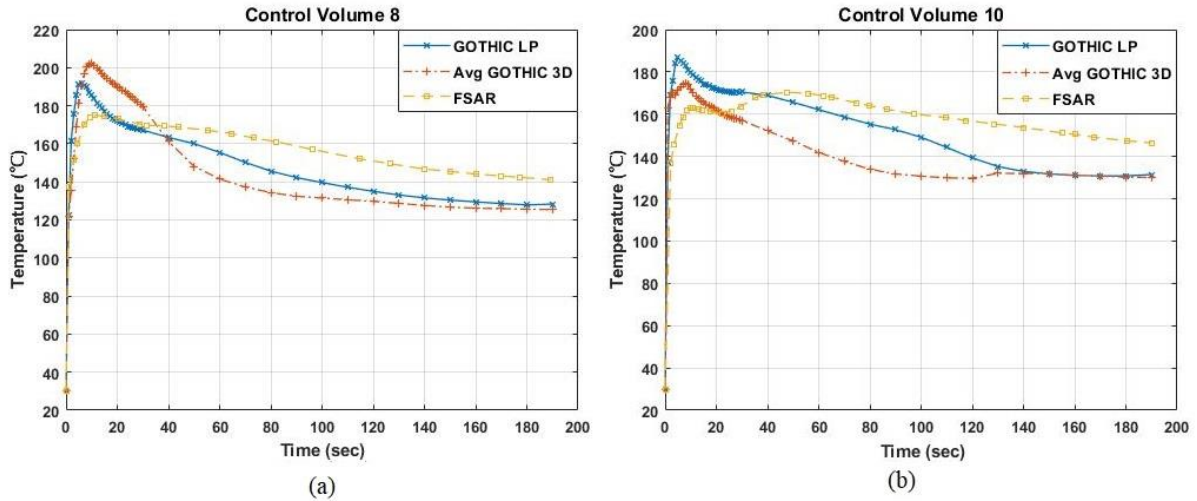 Control Volume 8
GOTHIC LP
Avg GOTHIC 3D
FSAR
Temperature (°C)
220
200
180
160
140
120
100
80
60
40
20
0 20 40 60 80 100 120 140 160 180 200
Time (sec)
(a)
Control Volume 10
GOTHIC LP
Avg GOTHIC 3D
FSAR
Temperature (°C)
200
180
160
140
120
100
80
60
40
20
0 20 40 60 80 100 120 140 160 180 200
Time (sec)
(b)